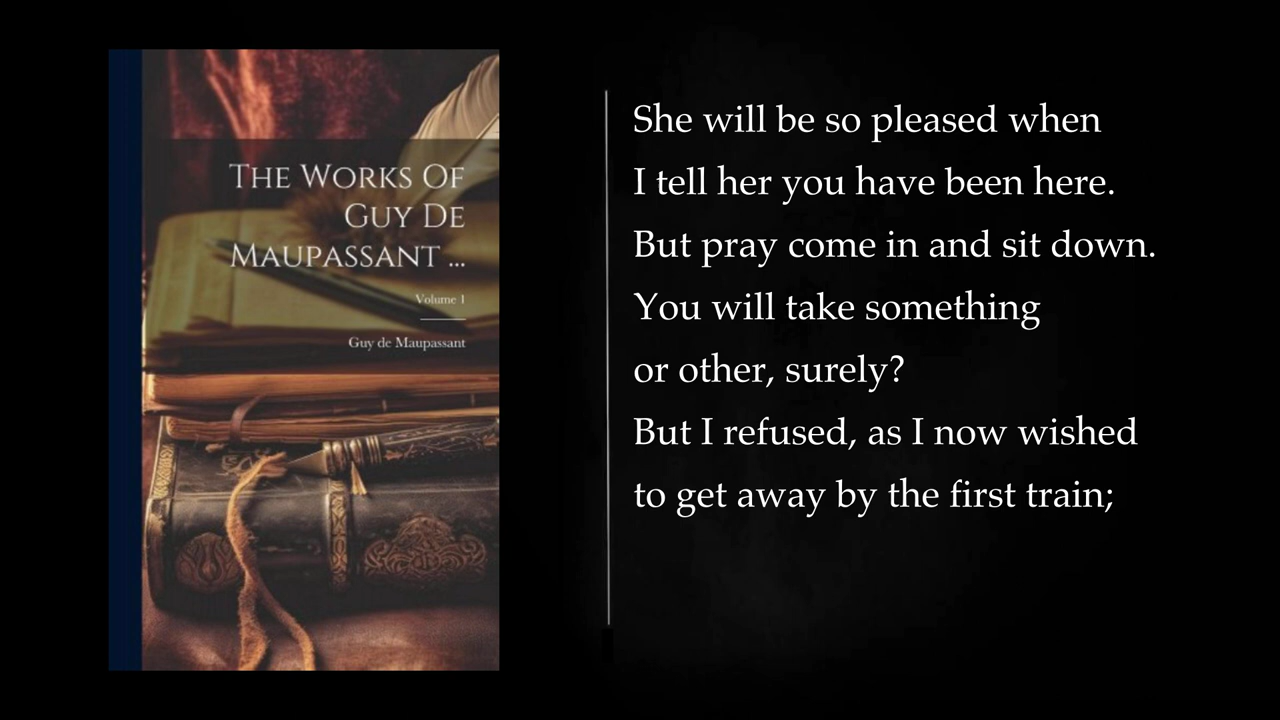 The Works Of
Guy De
Maupassant ...
Volume 1
Guy de Maupassant
She will be so pleased when
I tell her you have been here.
But pray come in and sit down.
You will take something
or other, surely?
But I refused, as I now wished
to get away by the first train;